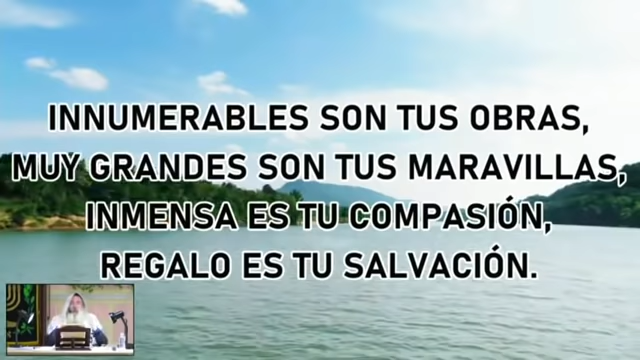 INNUMERABLES SON TUS OBRAS,
MUY GRANDES SON TUS MARAVILLAS,
INMENSA ES TU COMPASIÓN,
REGALO ES TU SALVACIÓN.